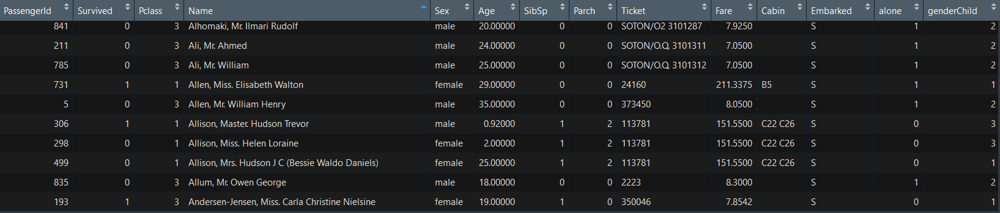 PassengerId Survived Pclass Name Sex Age SibSp Parch Ticket Fare Cabin Embarked alone genderChild
841 0 3 Alhomaki, Mr. Ilmari Rudolf male 20.00000 0 0 SOTON/O2 3101287 7.9250 S 1 2
211 0 3 Ali, Mr. Ahmed male 24.00000 0 0 SOTON/O.Q. 3101311 7.0500 S 1 2
785 0 3 Ali, Mr. William male 25.00000 0 0 SOTON/O.Q. 3101312 7.0500 S 1 2
731 1 1 Allen, Miss. Elisabeth Walton female 29.00000 0 0 24160 211.3375 B5 S 1 1
5 0 3 Allen, Mr. William Henry male 35.00000 0 0 373450 8.0500 S 1 2
306 1 1 Allison, Master. Hudson Trevor male 0.92000 1 2 113781 151.5500 C22 C26 S 0 3
298 0 1 Allison, Miss. Helen Loraine female 2.00000 1 2 113781 151.5500 C22 C26 S 0 3
499 0 1 Allison, Mrs. Hudson J C (Bessie Waldo Daniels) female 25.00000 1 2 113781 151.5500 C22 C26 S 0 1
835 0 3 Allum, Mr. Owen George male 18.00000 0 0 2223 8.3000 S 1 2
193 1 3 Andersen-Jensen, Miss. Carla Christine Nielsine female 19.00000 1 0 350046 7.8542 S 0 1